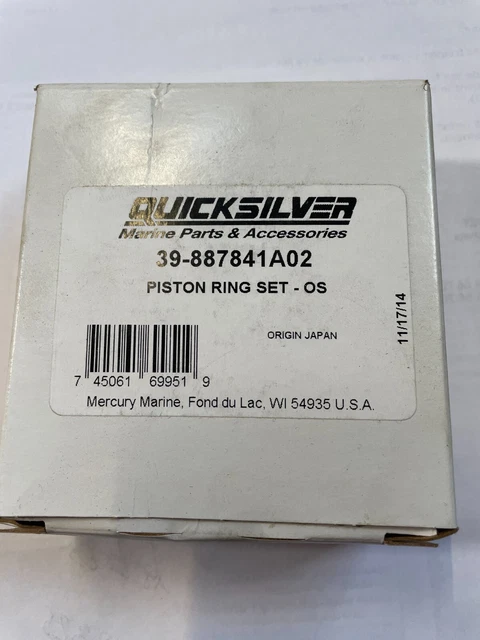 QUICKSILVER
Marine Parts & Accessories
39-887841A02
PISTON RING SET - OS
ORIGIN JAPAN
11/17/14
7 45061 69951 9
Mercury Marine, Fond du Lac, WI 54935 U.S.A.